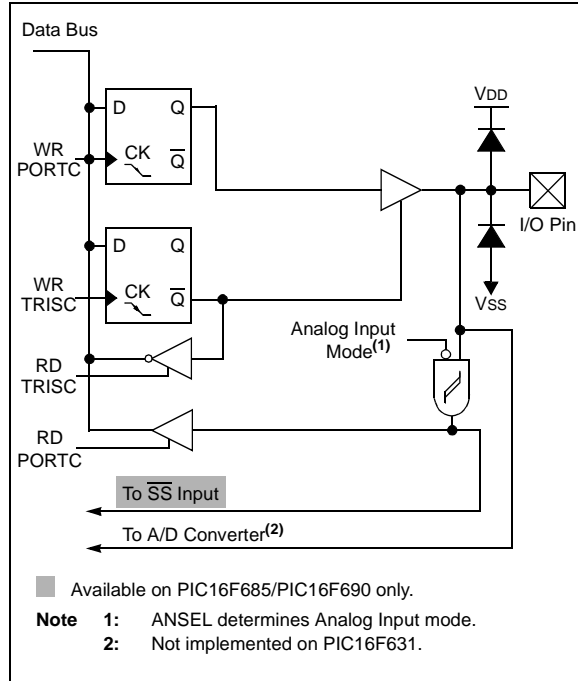 Data Bus
D Q
VDD
WR
PORTC
CK Q
I/O Pin
D Q
WR
TRISC
CK Q
VSS
Analog Input
Mode(1)
RD
TRISC
RD
PORTC
To SS Input
To A/D Converter(2)
Available on PIC16F685/PIC16F690 only.
Note 1: ANSEL determines Analog Input mode.
2: Not implemented on PIC16F631.